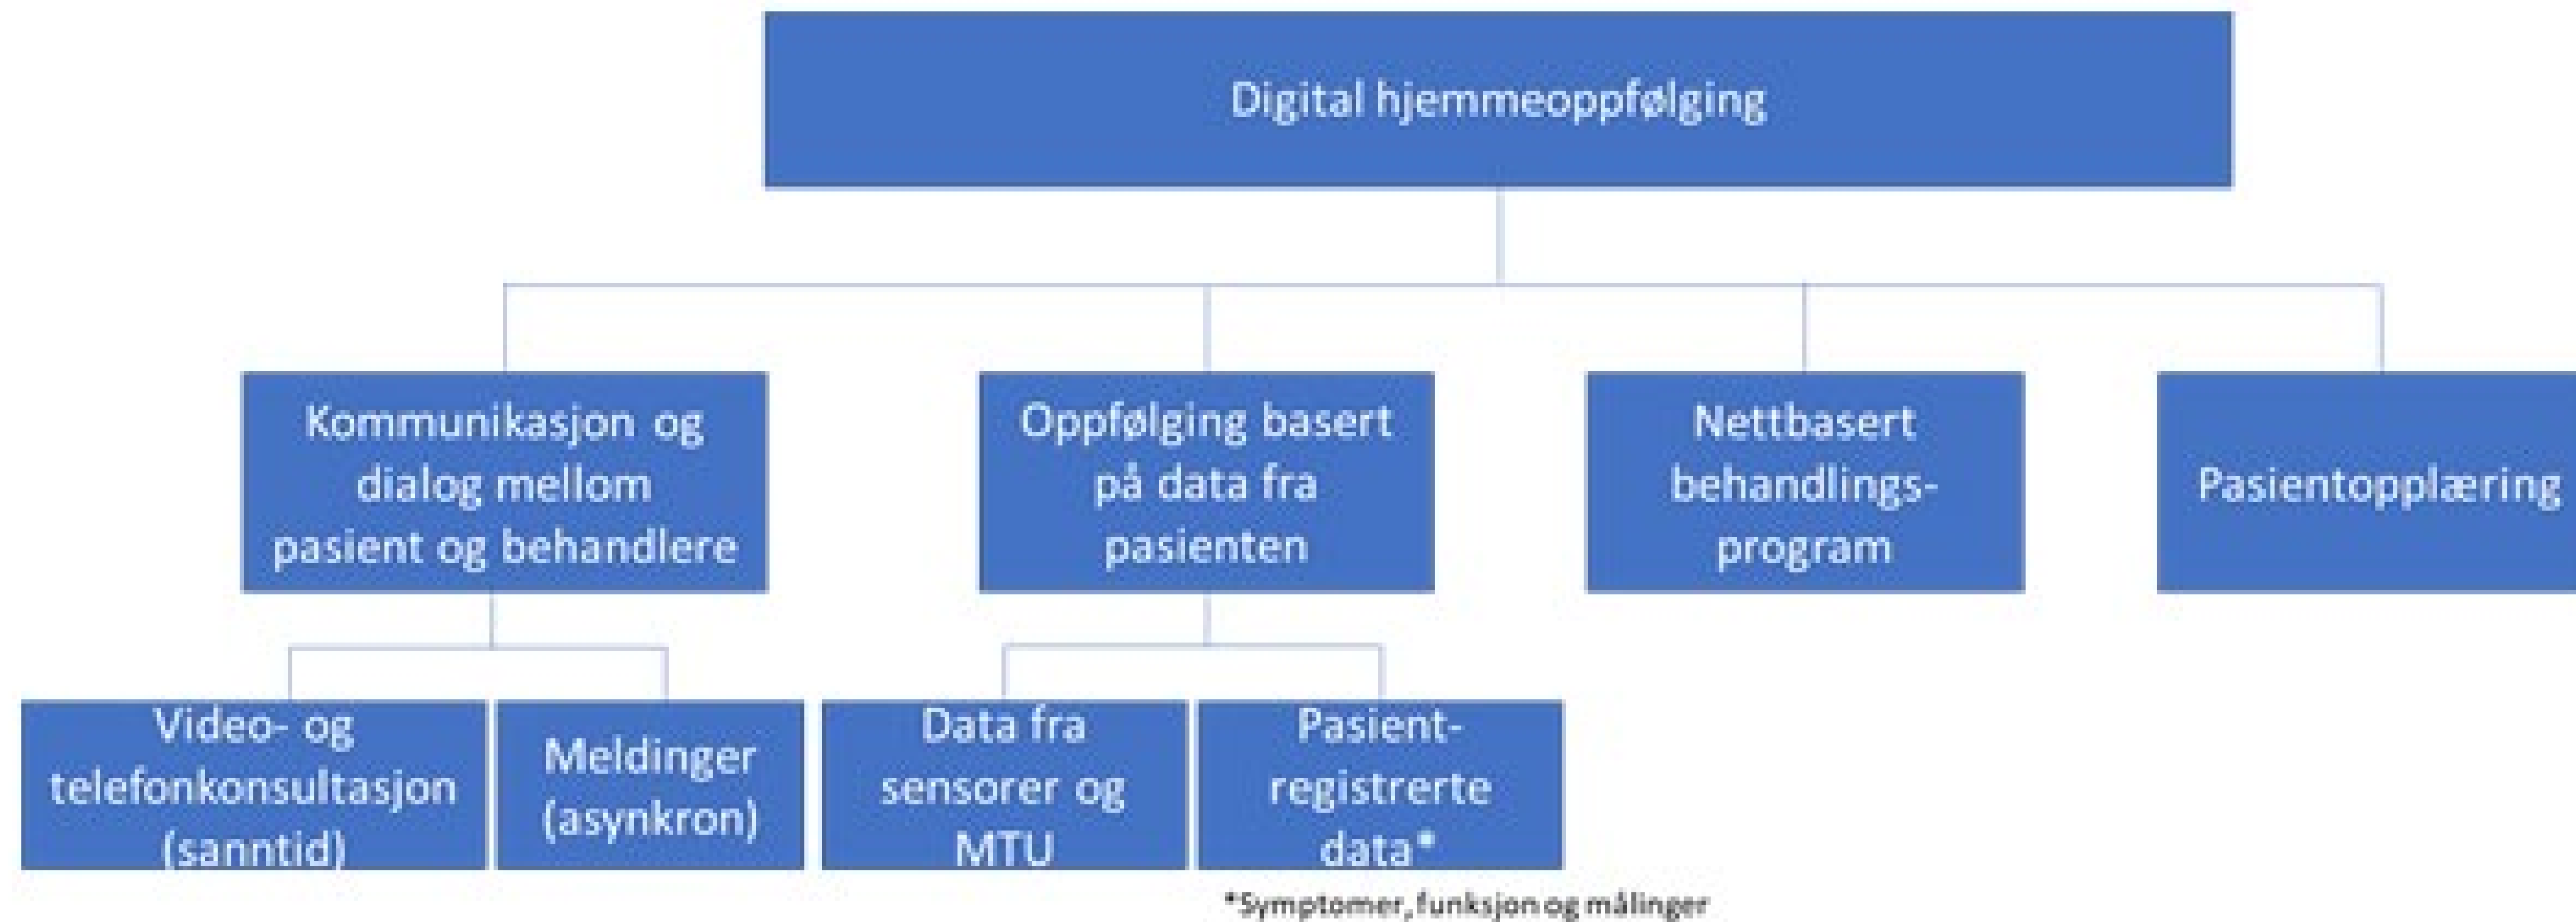 Digital hjemmeoppfølging
Kommunikasjon og
dialog mellom
pasient og behandlere
Oppfølging basert
på data fra
pasienten
Nettbasert
behandlings-
program
Pasientopplæring
Video- og
telefonkonsultasjon
(sanntid)
Meldinger
(asynkron)
Data fra
sensorer og
MTU
Pasient-
registrerte
data*
*Symptomer, funksjon og målinger